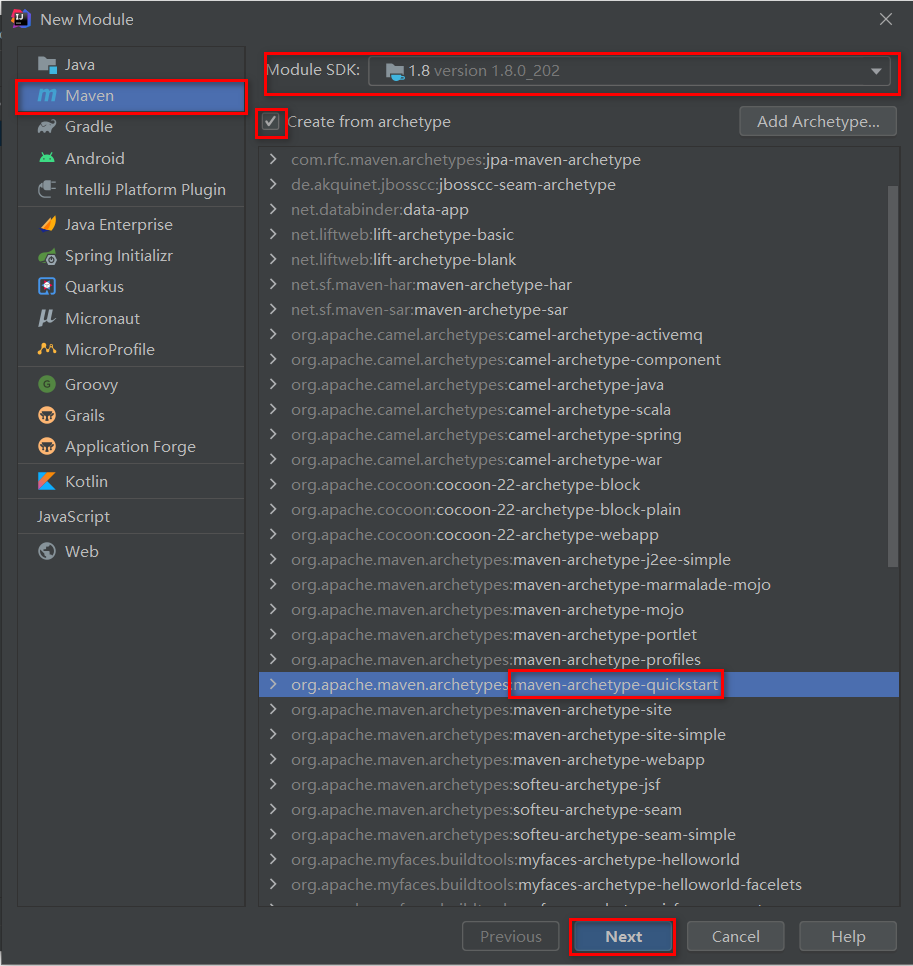 New Module
Java
Maven
Gradle
Android
IntelliJ Platform Plugin
Java Enterprise
Spring Initializr
Quarkus
Micronaut
MicroProfile
Groovy
Grails
Application Forge
Kotlin
JavaScript
Web
Module SDK: 1.8 version 1.8.0_202
Create from archetype Add Archetype...
com.rfc.maven.archetypes:jpa-maven-archetype
de.akquinet.jbosscc:jbosscc-seam-archetype
net.databinder:data-app
net.liftweb:lift-archetype-basic
net.liftweb:lift-archetype-blank
net.sf.maven-har:maven-archetype-har
net.sf.maven-sar:maven-archetype-sar
org.apache.camel.archetypes:camel-archetype-activemq
org.apache.camel.archetypes:camel-archetype-component
org.apache.camel.archetypes:camel-archetype-java
org.apache.camel.archetypes:camel-archetype-scala
org.apache.camel.archetypes:camel-archetype-spring
org.apache.camel.archetypes:camel-archetype-war
org.apache.cocoon:cocoon-22-archetype-block
org.apache.cocoon:cocoon-22-archetype-block-plain
org.apache.cocoon:cocoon-22-archetype-webapp
org.apache.maven.archetypes:maven-archetype-j2ee-simple
org.apache.maven.archetypes:maven-archetype-marmalade-mojo
org.apache.maven.archetypes:maven-archetype-mojo
org.apache.maven.archetypes:maven-archetype-portlet
org.apache.maven.archetypes:maven-archetype-profiles
org.apache.maven.archetypes:maven-archetype-quickstart
org.apache.maven.archetypes:maven-archetype-site
org.apache.maven.archetypes:maven-archetype-site-simple
org.apache.maven.archetypes:maven-archetype-webapp
org.apache.maven.archetypes:softeu-archetype-jsf
org.apache.maven.archetypes:softeu-archetype-seam
org.apache.maven.archetypes:softeu-archetype-seam-simple
org.apache.myfaces.buildtools:myfaces-archetype-helloworld
org.apache.myfaces.buildtools:myfaces-archetype-helloworld-facelets
Previous Next Cancel Help